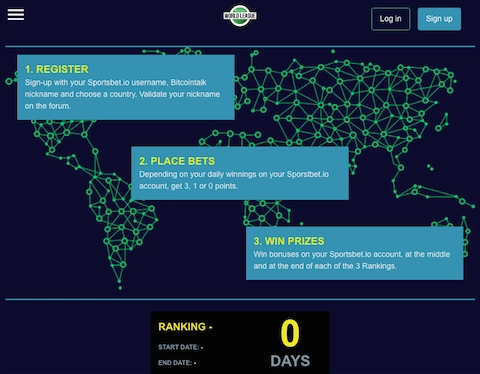 WORLD LEAGUE
Log in
Sign up
1. REGISTER
Sign-up with your Sportsbet.io username, Bitcointalk
nickname and choose a country. Validate your nickname
on the forum.
2. PLACE BETS
Depending on your daily winnings on your Sporstbet.io
account, get 3, 1 or 0 points.
3. WIN PRIZES
Win bonuses on your Sportsbet.io account, at the middle
and at the end of each of the 3 Rankings.
RANKING -
START DATE: -
END DATE: -
0
DAYS